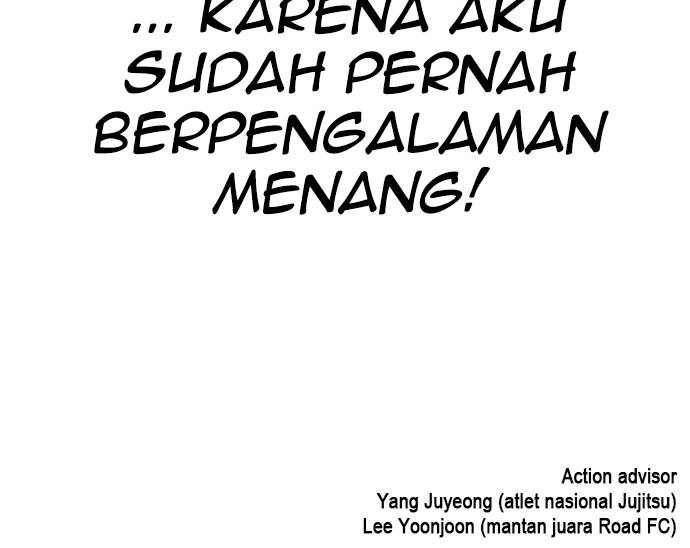 ... KARENA AKU
SUDAH PERNAH
BERPENGALAMAN
MENANG!
Action advisor
Yang Juyeong (atlet nasional Jujitsu)
Lee Yoonjoon (mantan juara Road FC)